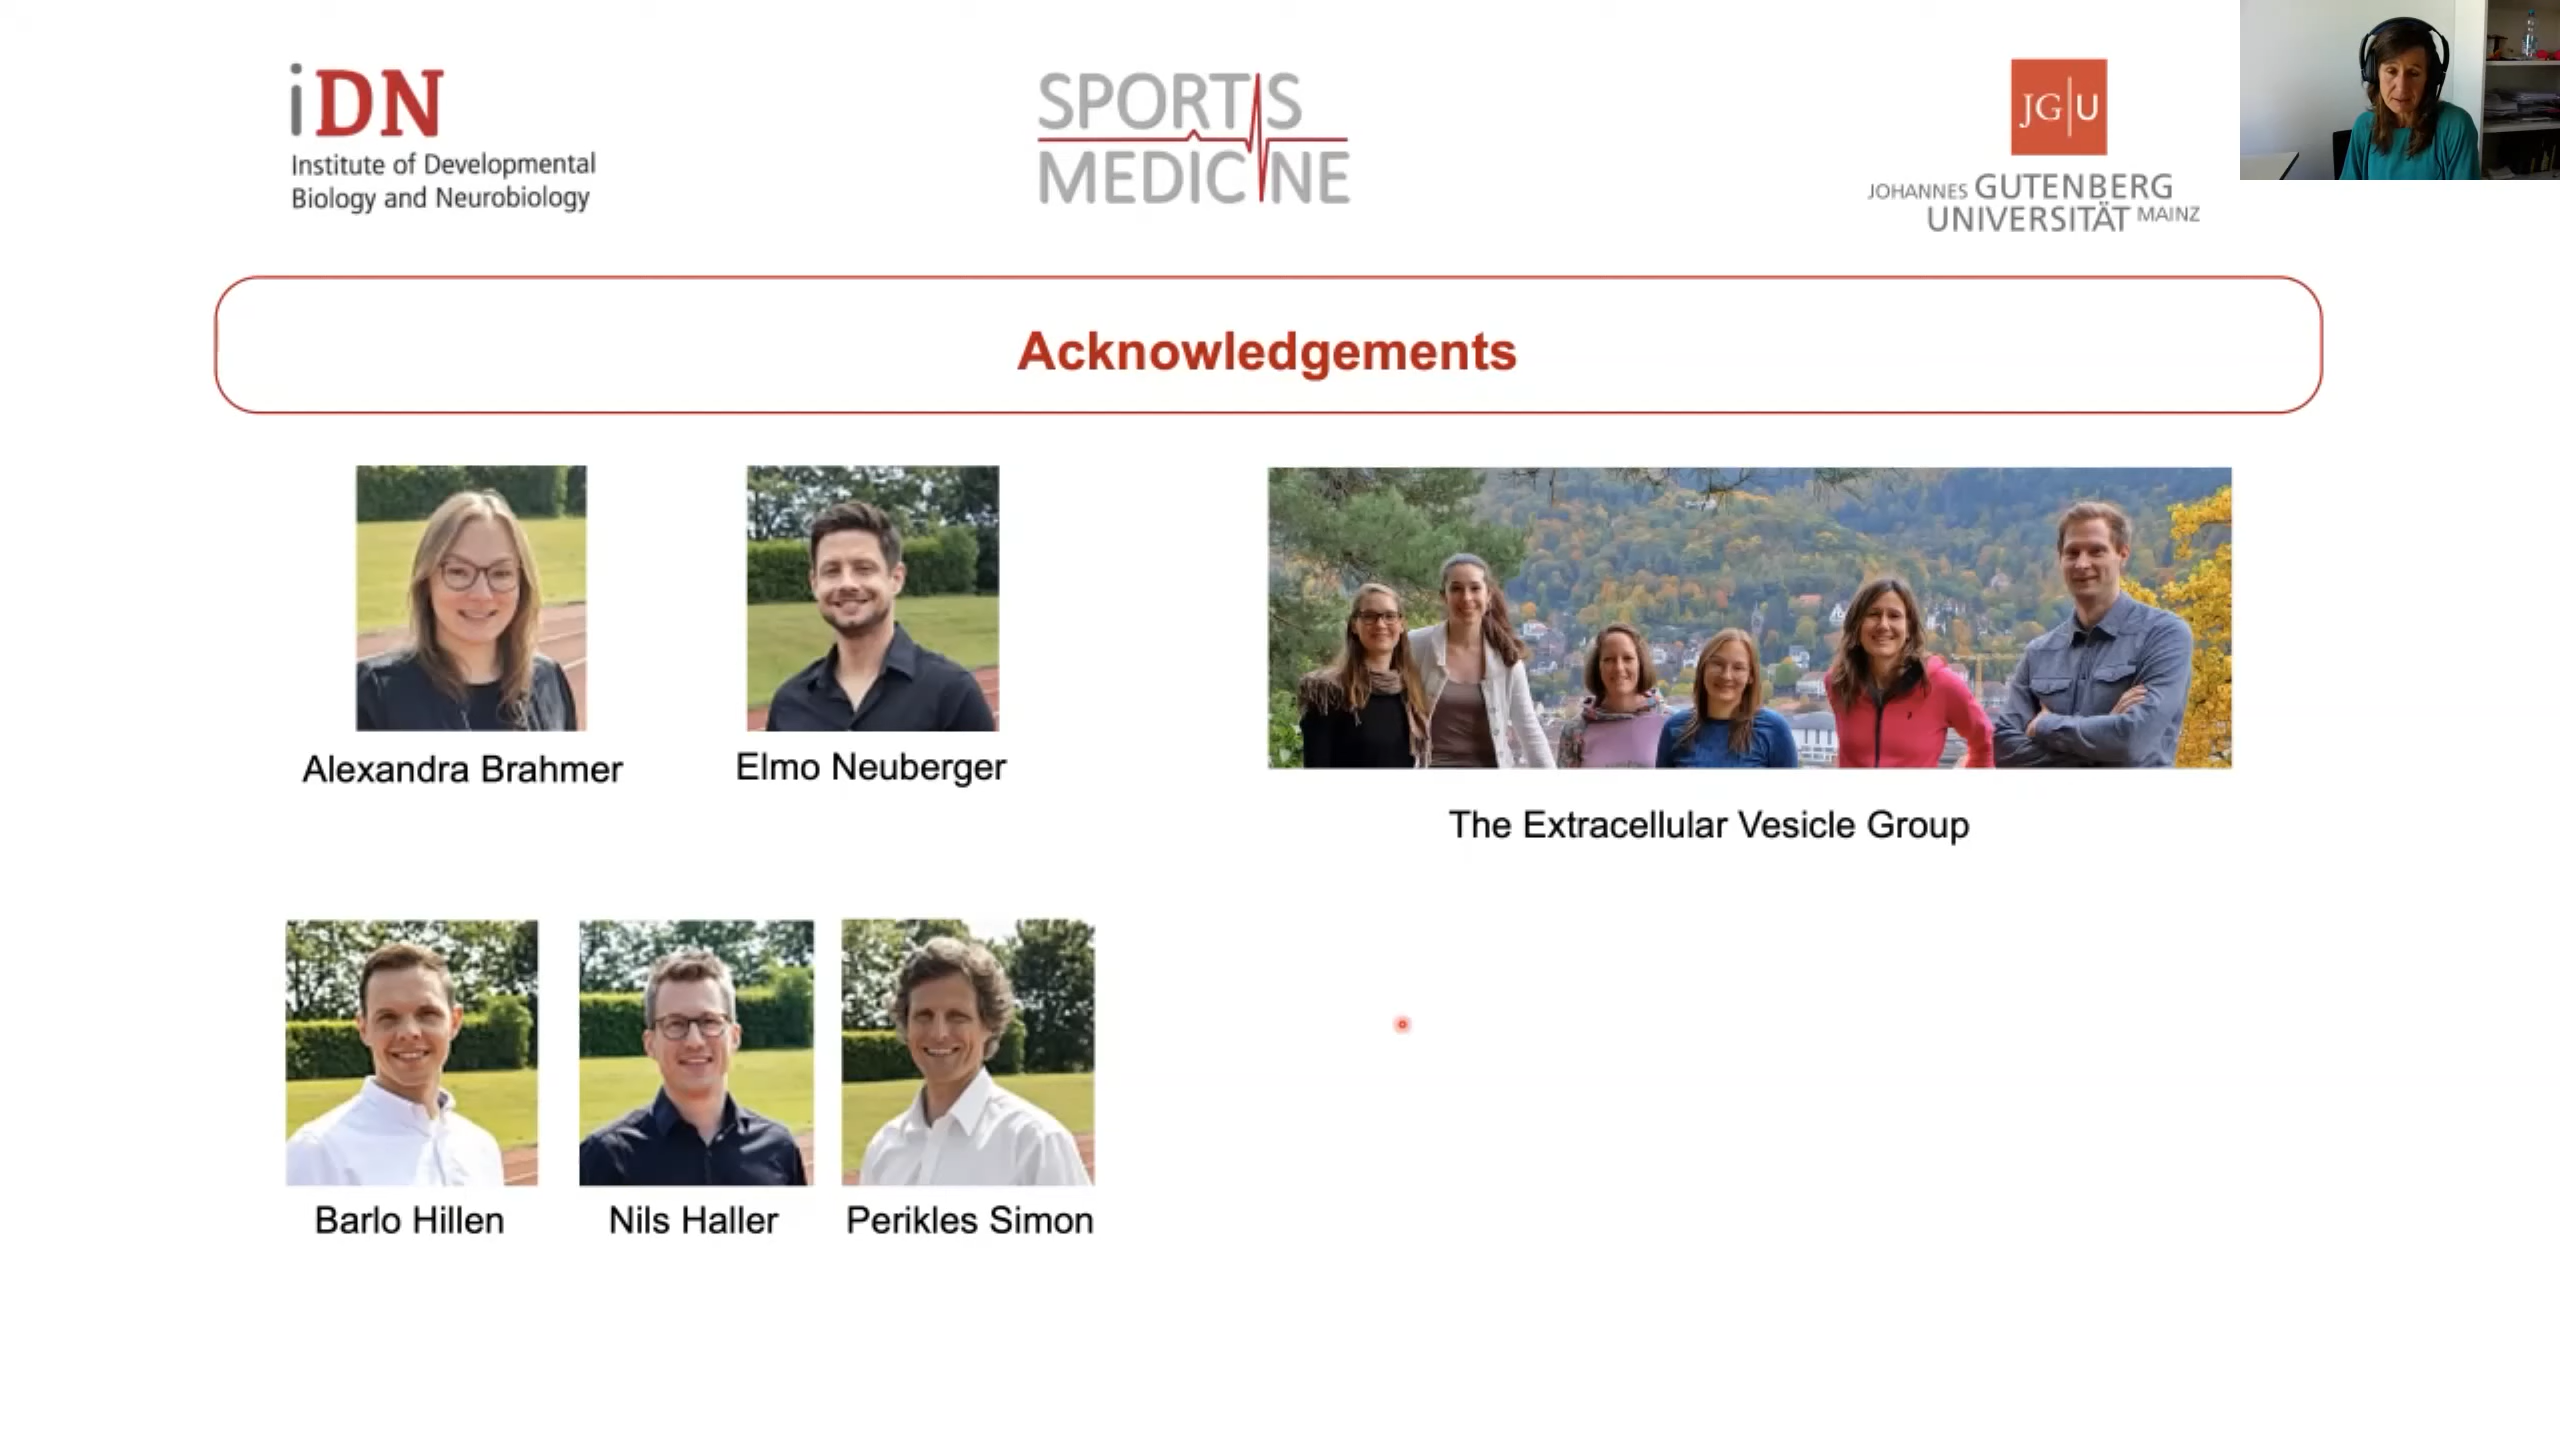 iDN
Institute of Developmental
Biology and Neurobiology
SPORTS
MEDICINE
JG|U
JOHANNES GUTENBERG
UNIVERSITÄT MAINZ
Acknowledgements
Alexandra Brahmer
Elmo Neuberger
The Extracellular Vesicle Group
Barlo Hillen
Nils Haller
Perikles Simon